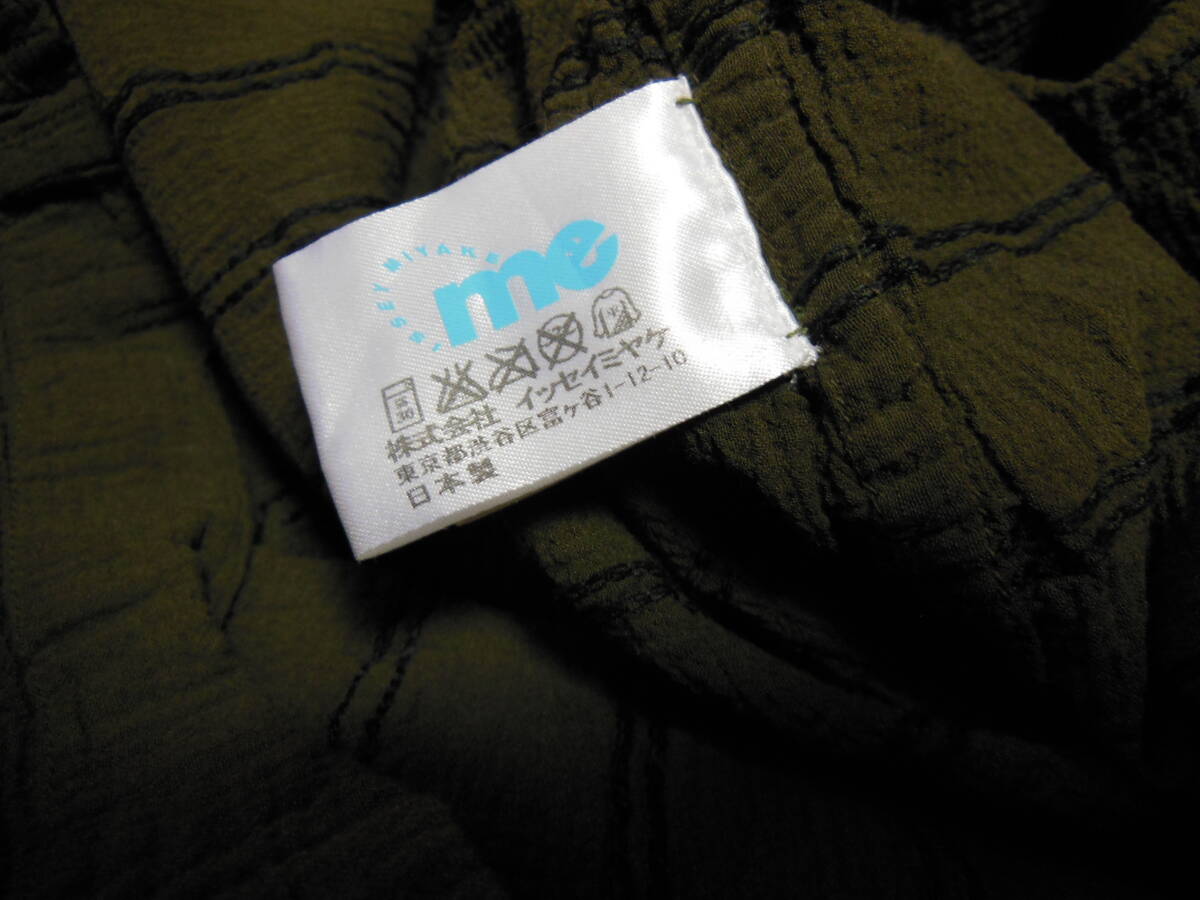 ISSEY MIYAKE
me
株式会社 イッセイミヤケ
東京都渋谷区富ヶ谷1-12-10
日本製